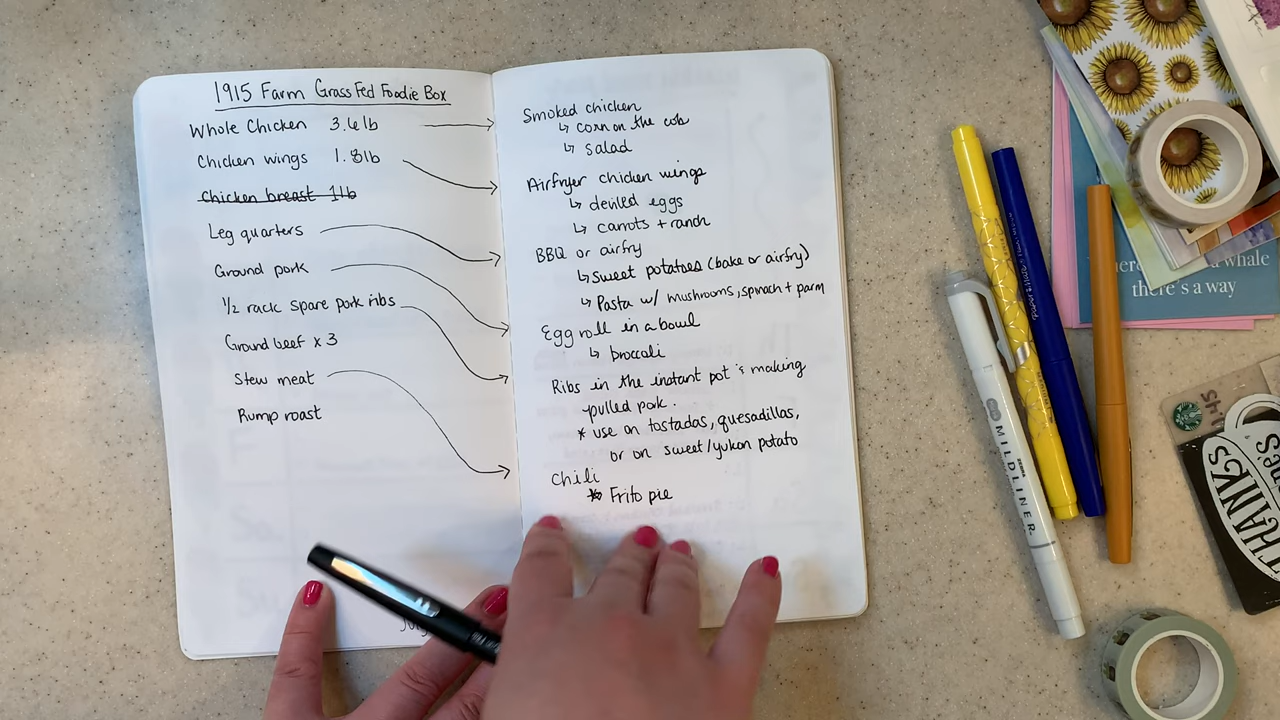 1915 Farm Grass Fed Foodie Box
Whole Chicken 3.6lb
Chicken wings 1.8lb
Chicken breast 1lb
Leg quarters
Ground pork
1/2 rack spare pork ribs
Ground beef x 3
Stew meat
Rump roast
Smoked chicken
↳ corn on the cob
↳ salad
Airfryer chicken wings
↳ deviled eggs
↳ carrots + ranch
BBQ or airfry
↳ sweet potatoes (bake or airfry)
↳ Pasta w/ mushrooms, spinach + parm
Egg roll in a bowl
↳ broccoli
Ribs in the instant pot & making
pulled pork.
* use on tostadas, quesadillas,
or on sweet/yukon potato
Chili
* Frito pie
MILDLINER
ZEBRA
whale
there's a way
THANKS